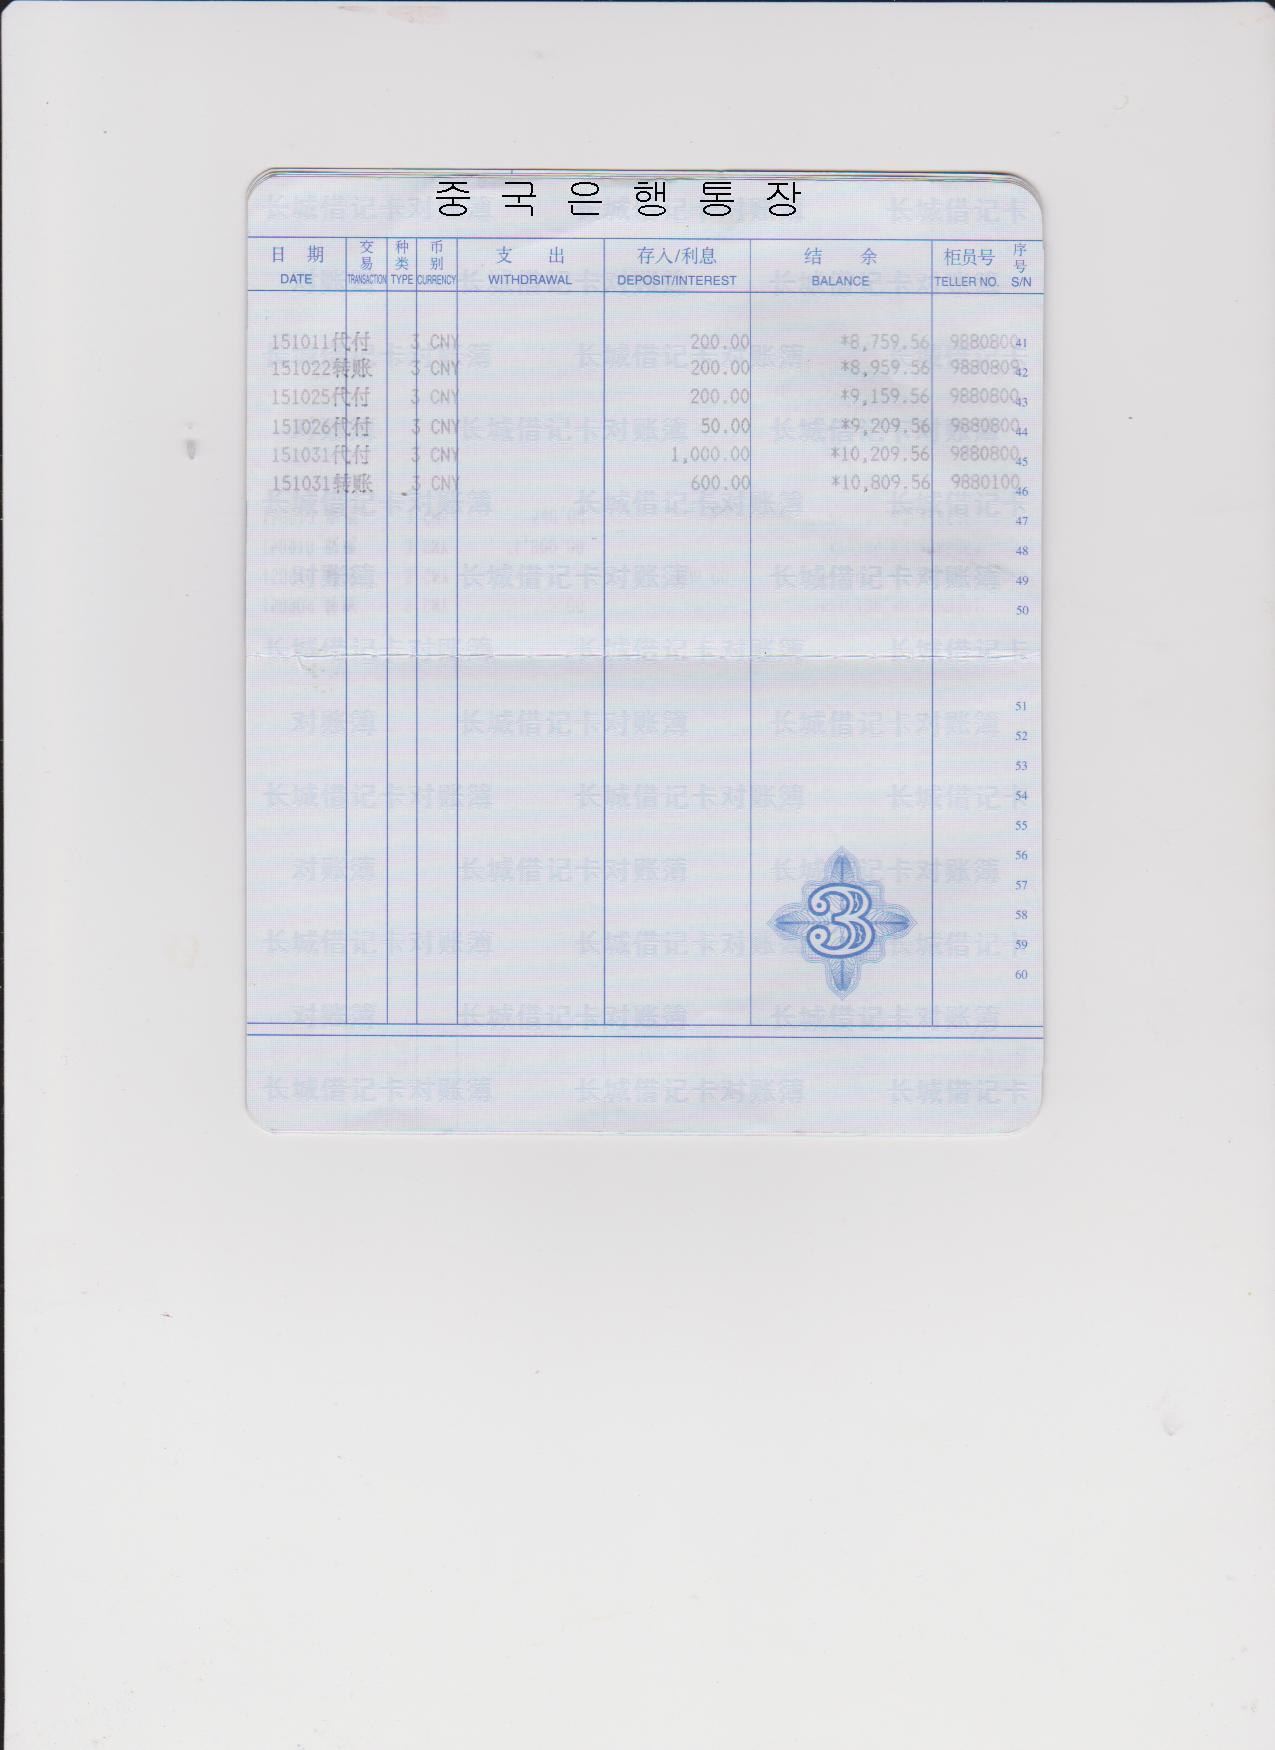 중 국 은 행 통 장
日 期 交易 种类 币别 支 出 存入/利息 结 余 柜员号 序号
DATE TRANSACTION TYPE CURRENCY WITHDRAWAL DEPOSIT/INTEREST BALANCE TELLER NO. S/N
151011代付 3 CNY 200.00 *8,759.56 9880800 41
151022转账 3 CNY 200.00 *8,959.56 9880809 42
151025代付 3 CNY 200.00 *9,159.56 9880800 43
151026代付 3 CNY 50.00 *9,209.56 9880800 44
151031代付 3 CNY 1,000.00 *10,209.56 9880800 45
151031转账 3 CNY 600.00 *10,809.56 9880100 46
47
48
49
50
51
52
53
54
55
56
57
58
59
60
3
长城借记卡对账簿